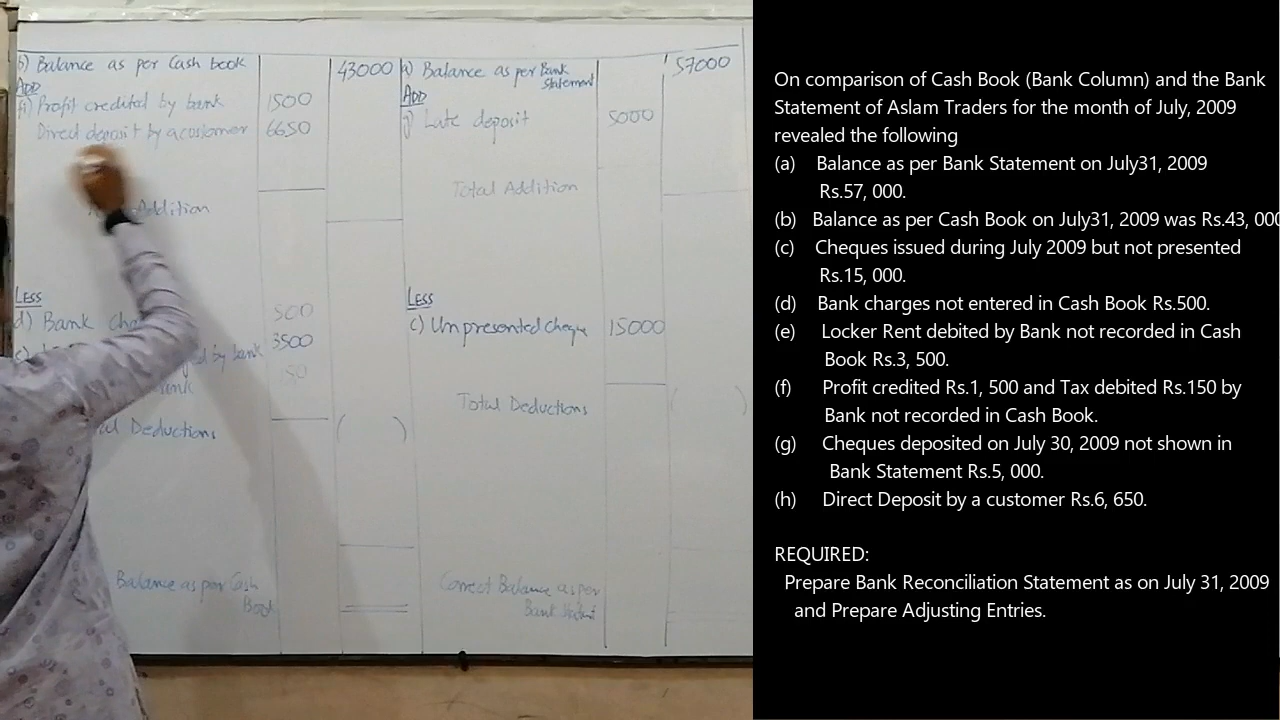 b) Balance as per Cash book 43000
ADD
fi) Profit credited by bank 1500
Direct deposit by a customer 6650
Addition
LESS
d) Bank 500
3500
by bank
150
Deductions ( )
Balance as per Cash
Book
a) Balance as per Bank 57000
Statement
ADD
g) Late deposit 5000
Total Addition
LESS
c) Unpresented cheque 15000
Total Deductions ( )
Correct Balance as per
Bank
On comparison of Cash Book (Bank Column) and the Bank
Statement of Aslam Traders for the month of July, 2009
revealed the following
(a) Balance as per Bank Statement on July31, 2009
Rs.57, 000.
(b) Balance as per Cash Book on July31, 2009 was Rs.43, 000
(c) Cheques issued during July 2009 but not presented
Rs.15, 000.
(d) Bank charges not entered in Cash Book Rs.500.
(e) Locker Rent debited by Bank not recorded in Cash
Book Rs.3, 500.
(f) Profit credited Rs.1, 500 and Tax debited Rs.150 by
Bank not recorded in Cash Book.
(g) Cheques deposited on July 30, 2009 not shown in
Bank Statement Rs.5, 000.
(h) Direct Deposit by a customer Rs.6, 650.
REQUIRED:
Prepare Bank Reconciliation Statement as on July 31, 2009
and Prepare Adjusting Entries.